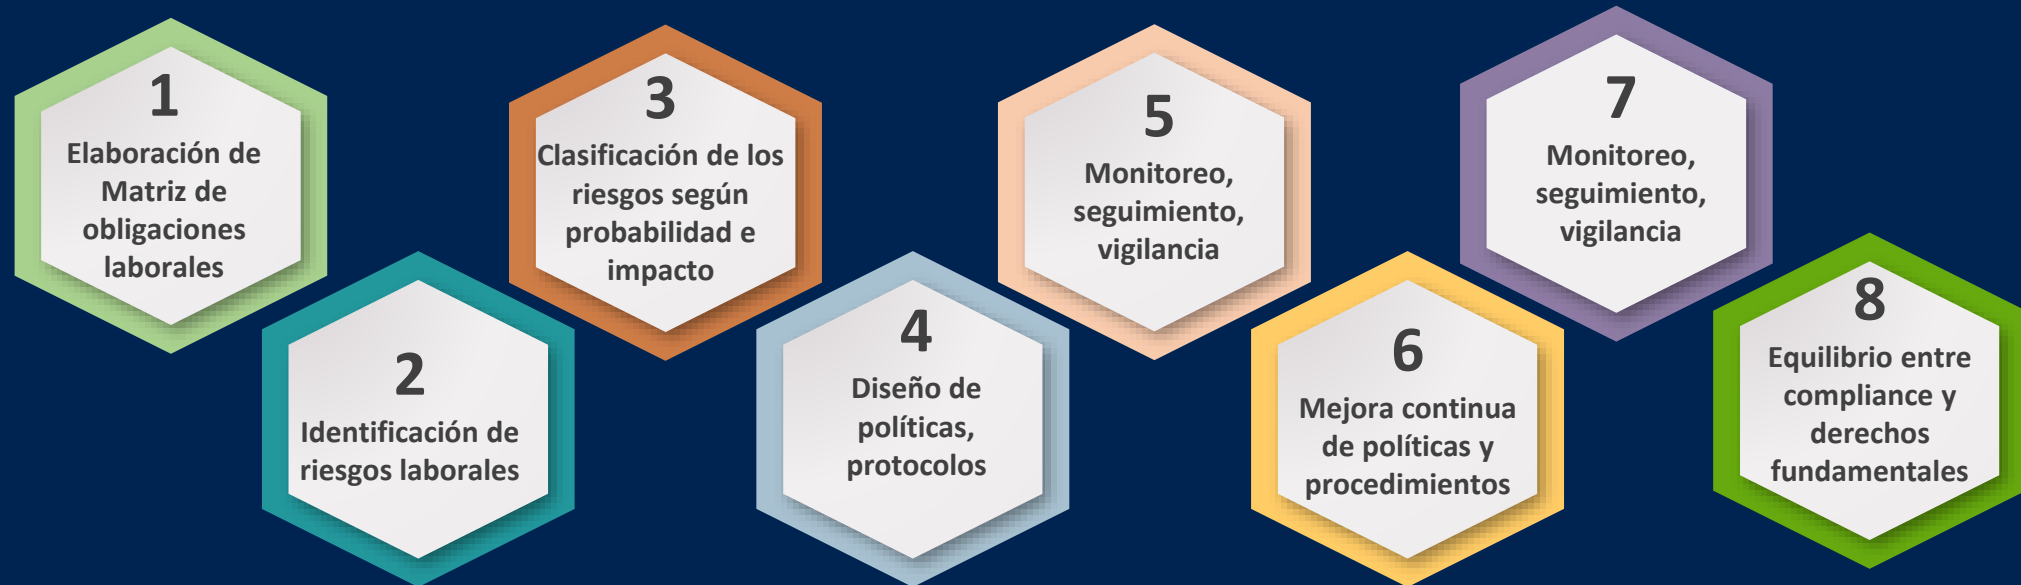 1
Elaboración de
Matriz de
obligaciones
laborales
2
Identificación de
riesgos laborales
3
Clasificación de los
riesgos según
probabilidad e
impacto
4
Diseño de
políticas,
protocolos
5
Monitoreo,
seguimiento,
vigilancia
6
Mejora continua
de políticas y
procedimientos
7
Monitoreo,
seguimiento,
vigilancia
8
Equilibrio entre
compliance y
derechos
fundamentales